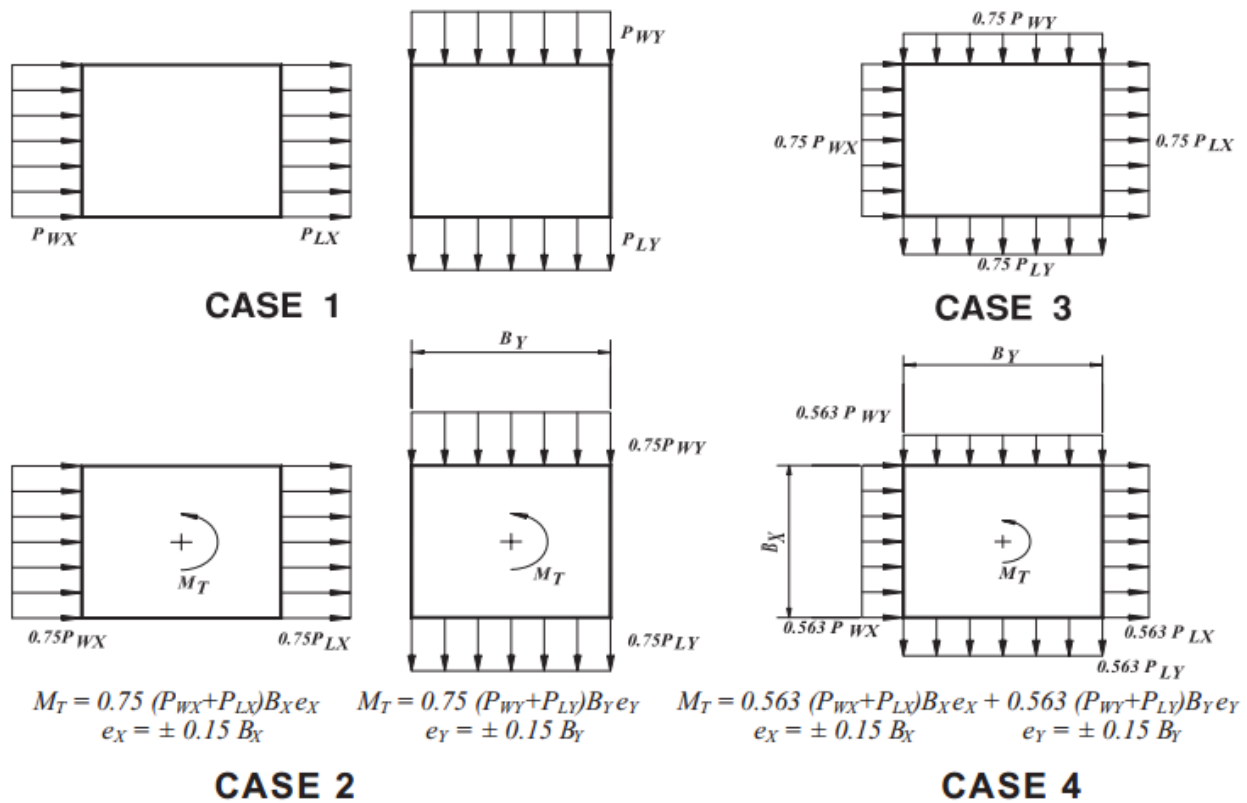 P WX
P LX
CASE 1
P WY
P LY
0.75 P WY
0.75 P WX
0.75 P LX
0.75 P LY
CASE 3
M T
0.75P WX
0.75P LX
M T = 0.75 (P WX+P LX)B X e X
e X = ± 0.15 B X
B Y
0.75P WY
M T
0.75P LY
M T = 0.75 (P WY+P LY)B Y e Y
e Y = ± 0.15 B Y
CASE 2
B Y
0.563 P WY
B X
M T
0.563 P WX
0.563 P LX
0.563 P LY
M T = 0.563 (P WX+P LX)B X e X + 0.563 (P WY+P LY)B Y e Y
e X = ± 0.15 B X e Y = ± 0.15 B Y
CASE 4